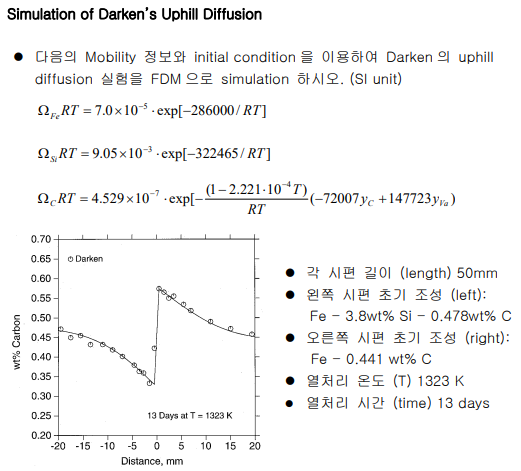 Simulation of Darken's Uphill Diffusion
● 다음의 Mobility 정보와 initial condition 을 이용하여 Darken 의 uphill
diffusion 실험을 FDM 으로 simulation 하시오. (SI unit)
Ω_Fe RT = 7.0×10⁻⁵ · exp[−286000/RT]
Ω_Si RT = 9.05×10⁻³ · exp[−322465/RT]
Ω_C RT = 4.529×10⁻⁷ · exp[−(1−2.221·10⁻⁴T)/RT (−72007y_C +147723y_Va)
0.70
0.65
0.60
0.55
0.50
0.45
0.40
0.35
0.30
0.25
0.20
wt% Carbon
Darken
13 Days at T = 1323 K
-20 -15 -10 -5 0 5 10 15 20
Distance, mm
● 각 시편 길이 (length) 50mm
● 왼쪽 시편 초기 조성 (left):
Fe – 3.8wt% Si – 0.478wt% C
● 오른쪽 시편 초기 조성 (right):
Fe – 0.441 wt% C
● 열처리 온도 (T) 1323 K
● 열처리 시간 (time) 13 days